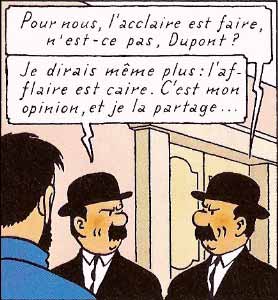 Pour nous, l'acclaire est faire,
n'est-ce pas, Dupont?
Je dirais même plus: l'af-
flaire est caire. C'est mon
opinion, et je la partage...